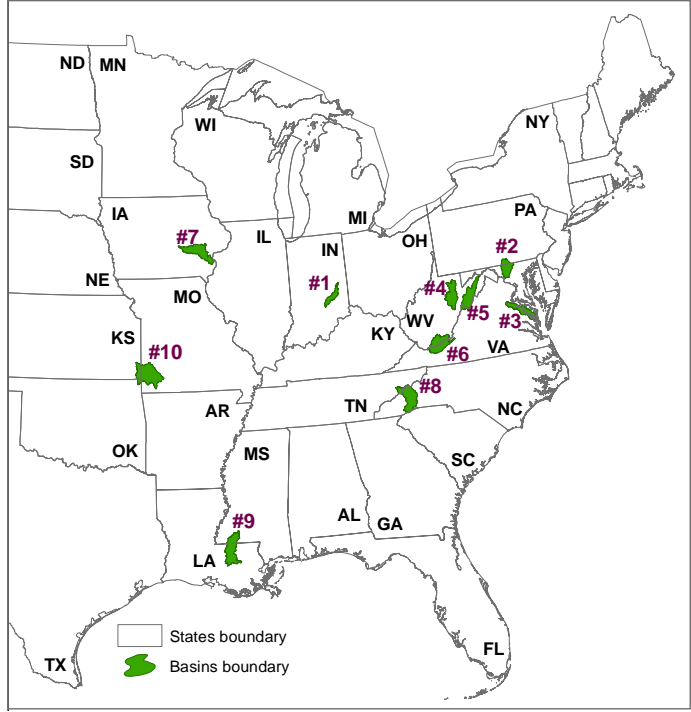 ND MN
WI
NY
SD
PA
IA
IL
MI
OH
#2
#7
IN
NE
#1
#4
MO
#5
#3
KS
KY
WV
VA
#10
#6
#8
AR
TN
NC
OK
MS
SC
#9
AL
GA
LA
States boundary
FL
TX
Basins boundary